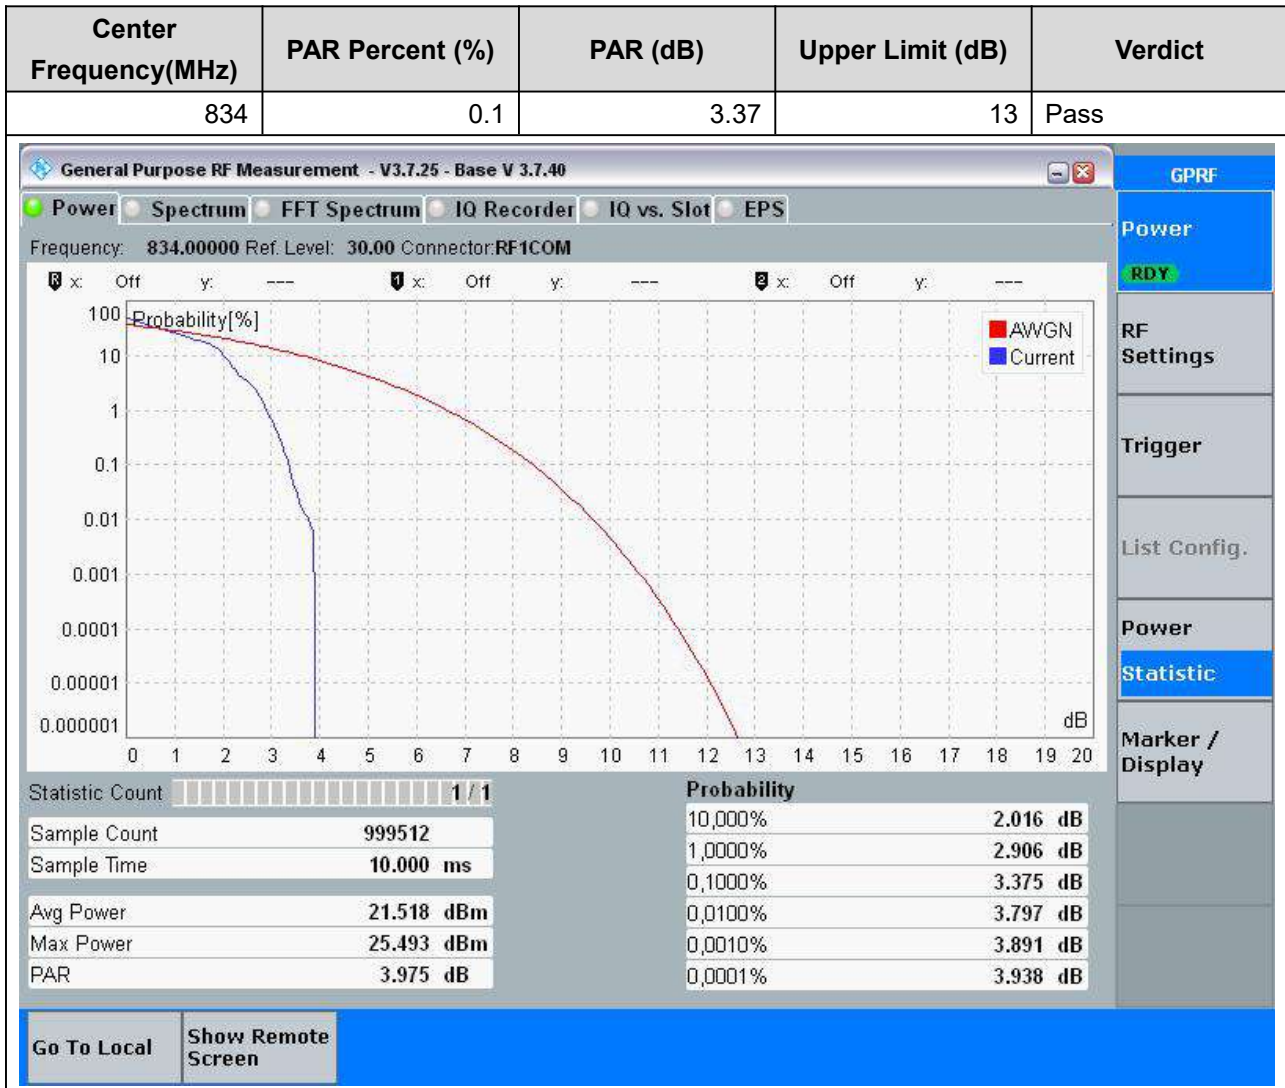 Center Frequency(MHz) PAR Percent (%) PAR (dB) Upper Limit (dB) Verdict
834 0.1 3.37 13 Pass
General Purpose RF Measurement - V3.7.25 - Base V 3.7.40
GPRF
Power Spectrum FFT Spectrum IQ Recorder IQ vs. Slot EPS
Frequency: 834.00000 Ref. Level: 30.00 Connector:RF1COM
R x: Off y: --- 1 x: Off y: --- 2 x: Off y: ---
Probability[%]
AWGN
Current
100
10
1
0.1
0.01
0.001
0.0001
0.00001
0.000001
dB
0 1 2 3 4 5 6 7 8 9 10 11 12 13 14 15 16 17 18 19 20
Statistic Count 1 / 1
Sample Count 999512
Sample Time 10.000 ms
Avg Power 21.518 dBm
Max Power 25.493 dBm
PAR 3.975 dB
Probability
10,000% 2.016 dB
1,0000% 2.906 dB
0,1000% 3.375 dB
0,0100% 3.797 dB
0,0010% 3.891 dB
0,0001% 3.938 dB
Power
RDY
RF
Settings
Trigger
List Config.
Power
Statistic
Marker /
Display
Go To Local
Show Remote
Screen